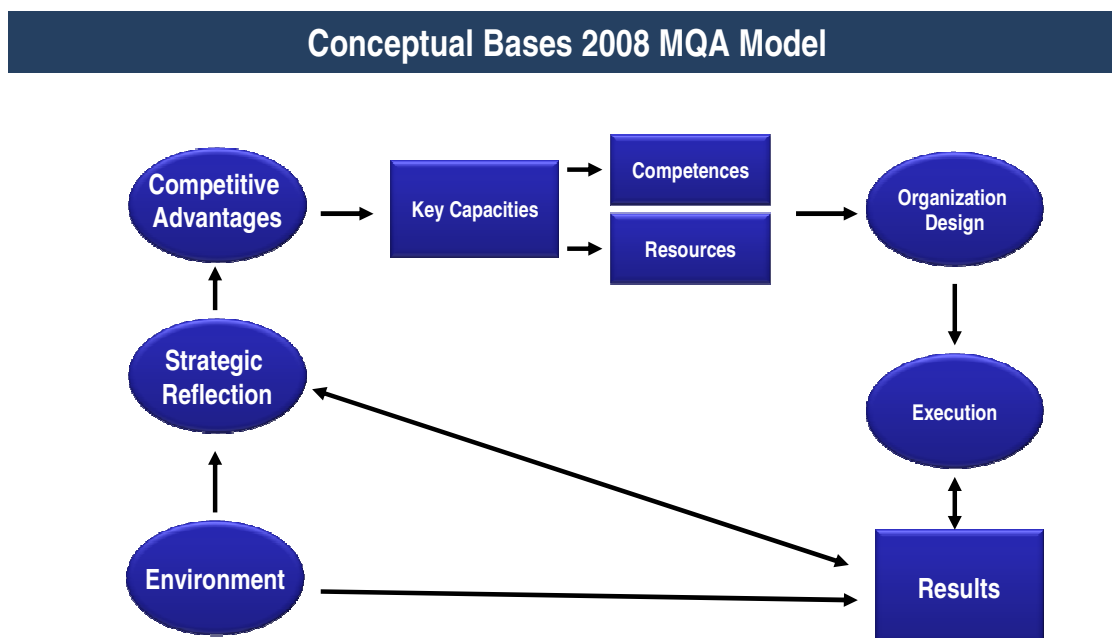 Conceptual Bases 2008 MQA Model
Competitive
Advantages
Key Capacities
Competences
Resources
Organization
Design
Strategic
Reflection
Execution
Environment
Results